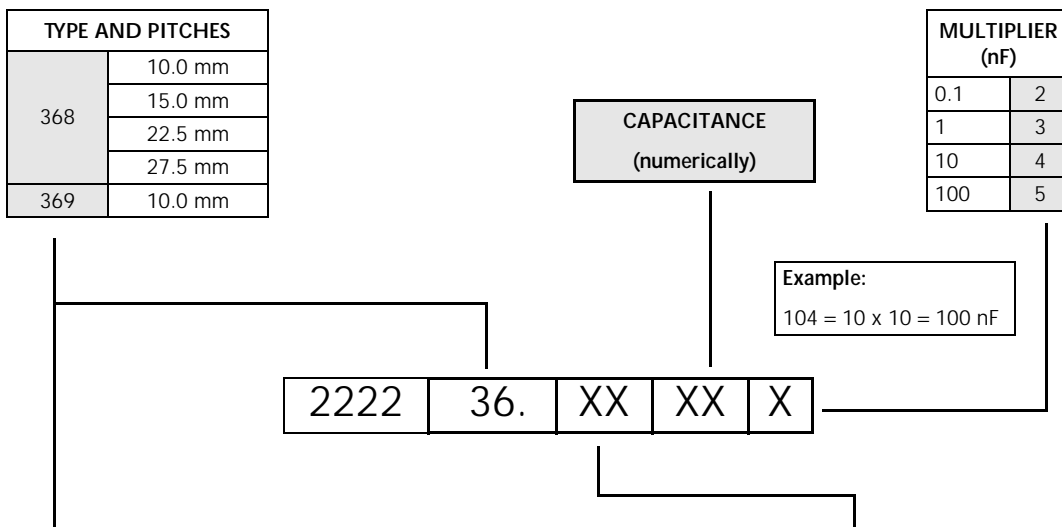 TYPE AND PITCHES
368
10.0 mm
15.0 mm
22.5 mm
27.5 mm
369 10.0 mm
CAPACITANCE
(numerically)
MULTIPLIER
(nF)
0.1 2
1 3
10 4
100 5
Example:
104 = 10 x 10 = 100 nF
2222 36. XX XX X